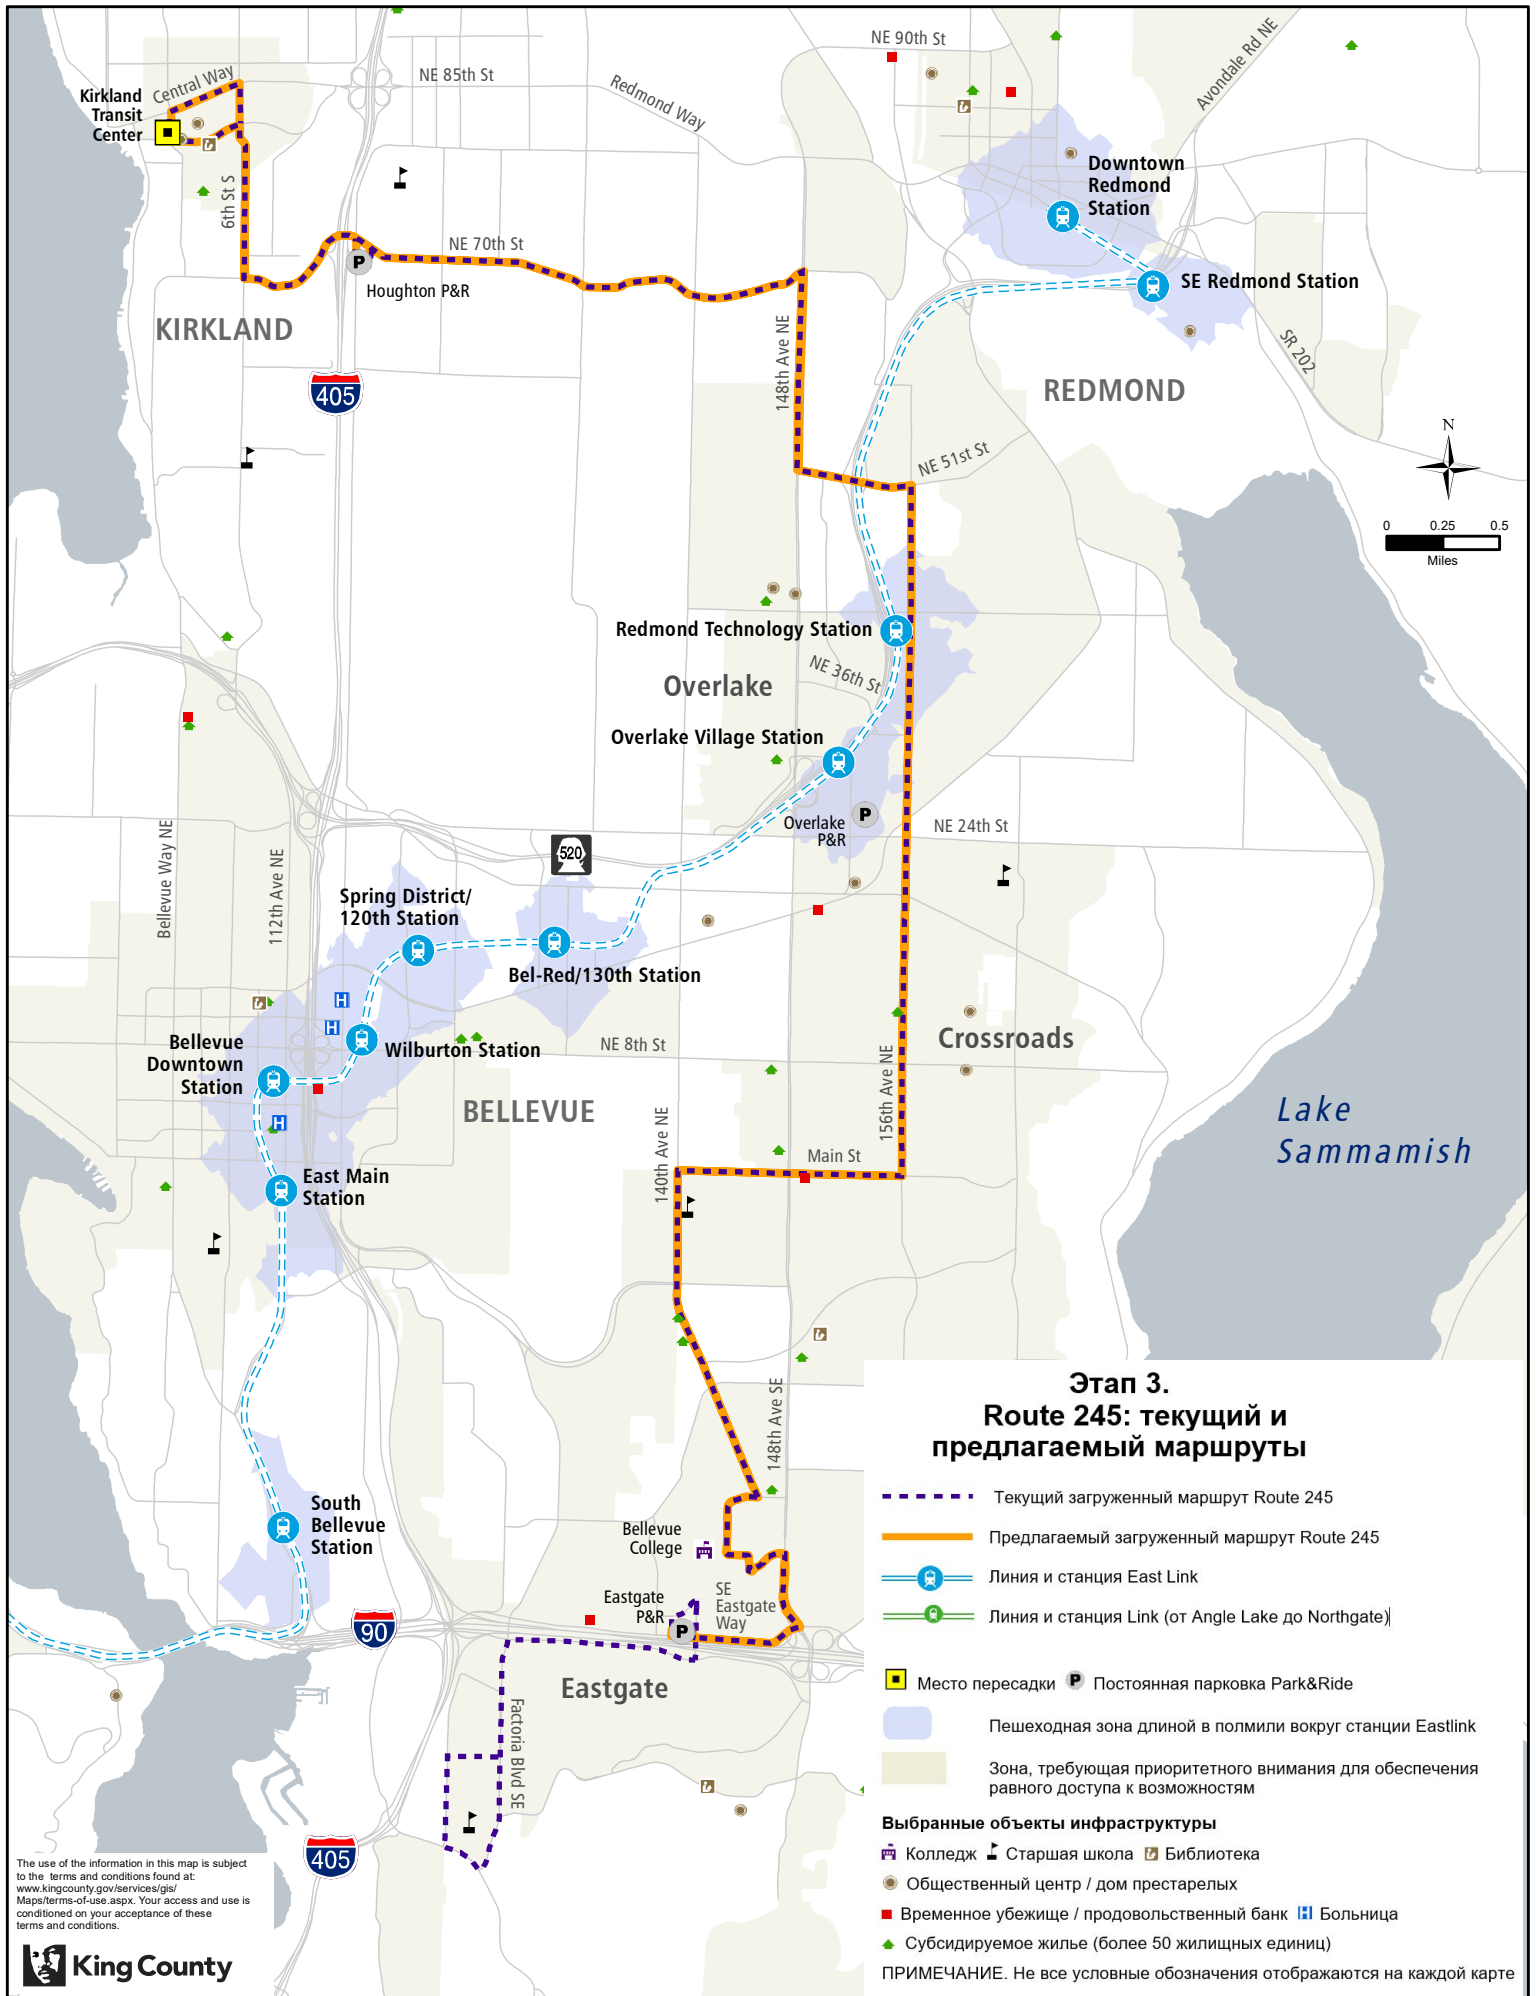 NE 90th St
Avondale Rd NE
Central Way
NE 85th St
Redmond Way
Kirkland
Transit
Center
Downtown
Redmond
Station
6th St S
NE 70th St
Houghton P&R
SE Redmond Station
KIRKLAND
148th Ave NE
SR 202
405
REDMOND
N
NE 51st St
0 0.25 0.5
Miles
Redmond Technology Station
NE 36th St
Overlake
Overlake Village Station
P
Overlake
P&R
NE 24th St
Bellevue Way NE
112th Ave NE
520
Spring District/
120th Station
Bel-Red/130th Station
H
H
Bellevue
Downtown
Station
Wilburton Station
NE 8th St
Crossroads
156th Ave NE
BELLEVUE
H
140th Ave NE
Lake
Sammamish
Main St
East Main
Station
148th Ave SE
South
Bellevue
Station
Bellevue
College
Eastgate
P&R
P
SE
Eastgate
Way
90
Eastgate
Factoria Blvd SE
405
P
Этап 3.
Route 245: текущий и
предлагаемый маршруты
Текущий загруженный маршрут Route 245
Предлагаемый загруженный маршрут Route 245
Линия и станция East Link
Линия и станция Link (от Angle Lake до Northgate)
Место пересадки P Постоянная парковка Park&Ride
Пешеходная зона длиной в полмили вокруг станции Eastlink
Зона, требующая приоритетного внимания для обеспечения
равного доступа к возможностям
Выбранные объекты инфраструктуры
Колледж Старшая школа Библиотека
Общественный центр / дом престарелых
Временное убежище / продовольственный банк H Больница
Субсидируемое жилье (более 50 жилищных единиц)
ПРИМЕЧАНИЕ. Не все условные обозначения отображаются на каждой карте
The use of the information in this map is subject
to the terms and conditions found at:
www.kingcounty.gov/services/gis/
Maps/terms-of-use.aspx. Your access and use is
conditioned on your acceptance of these
terms and conditions.
King County